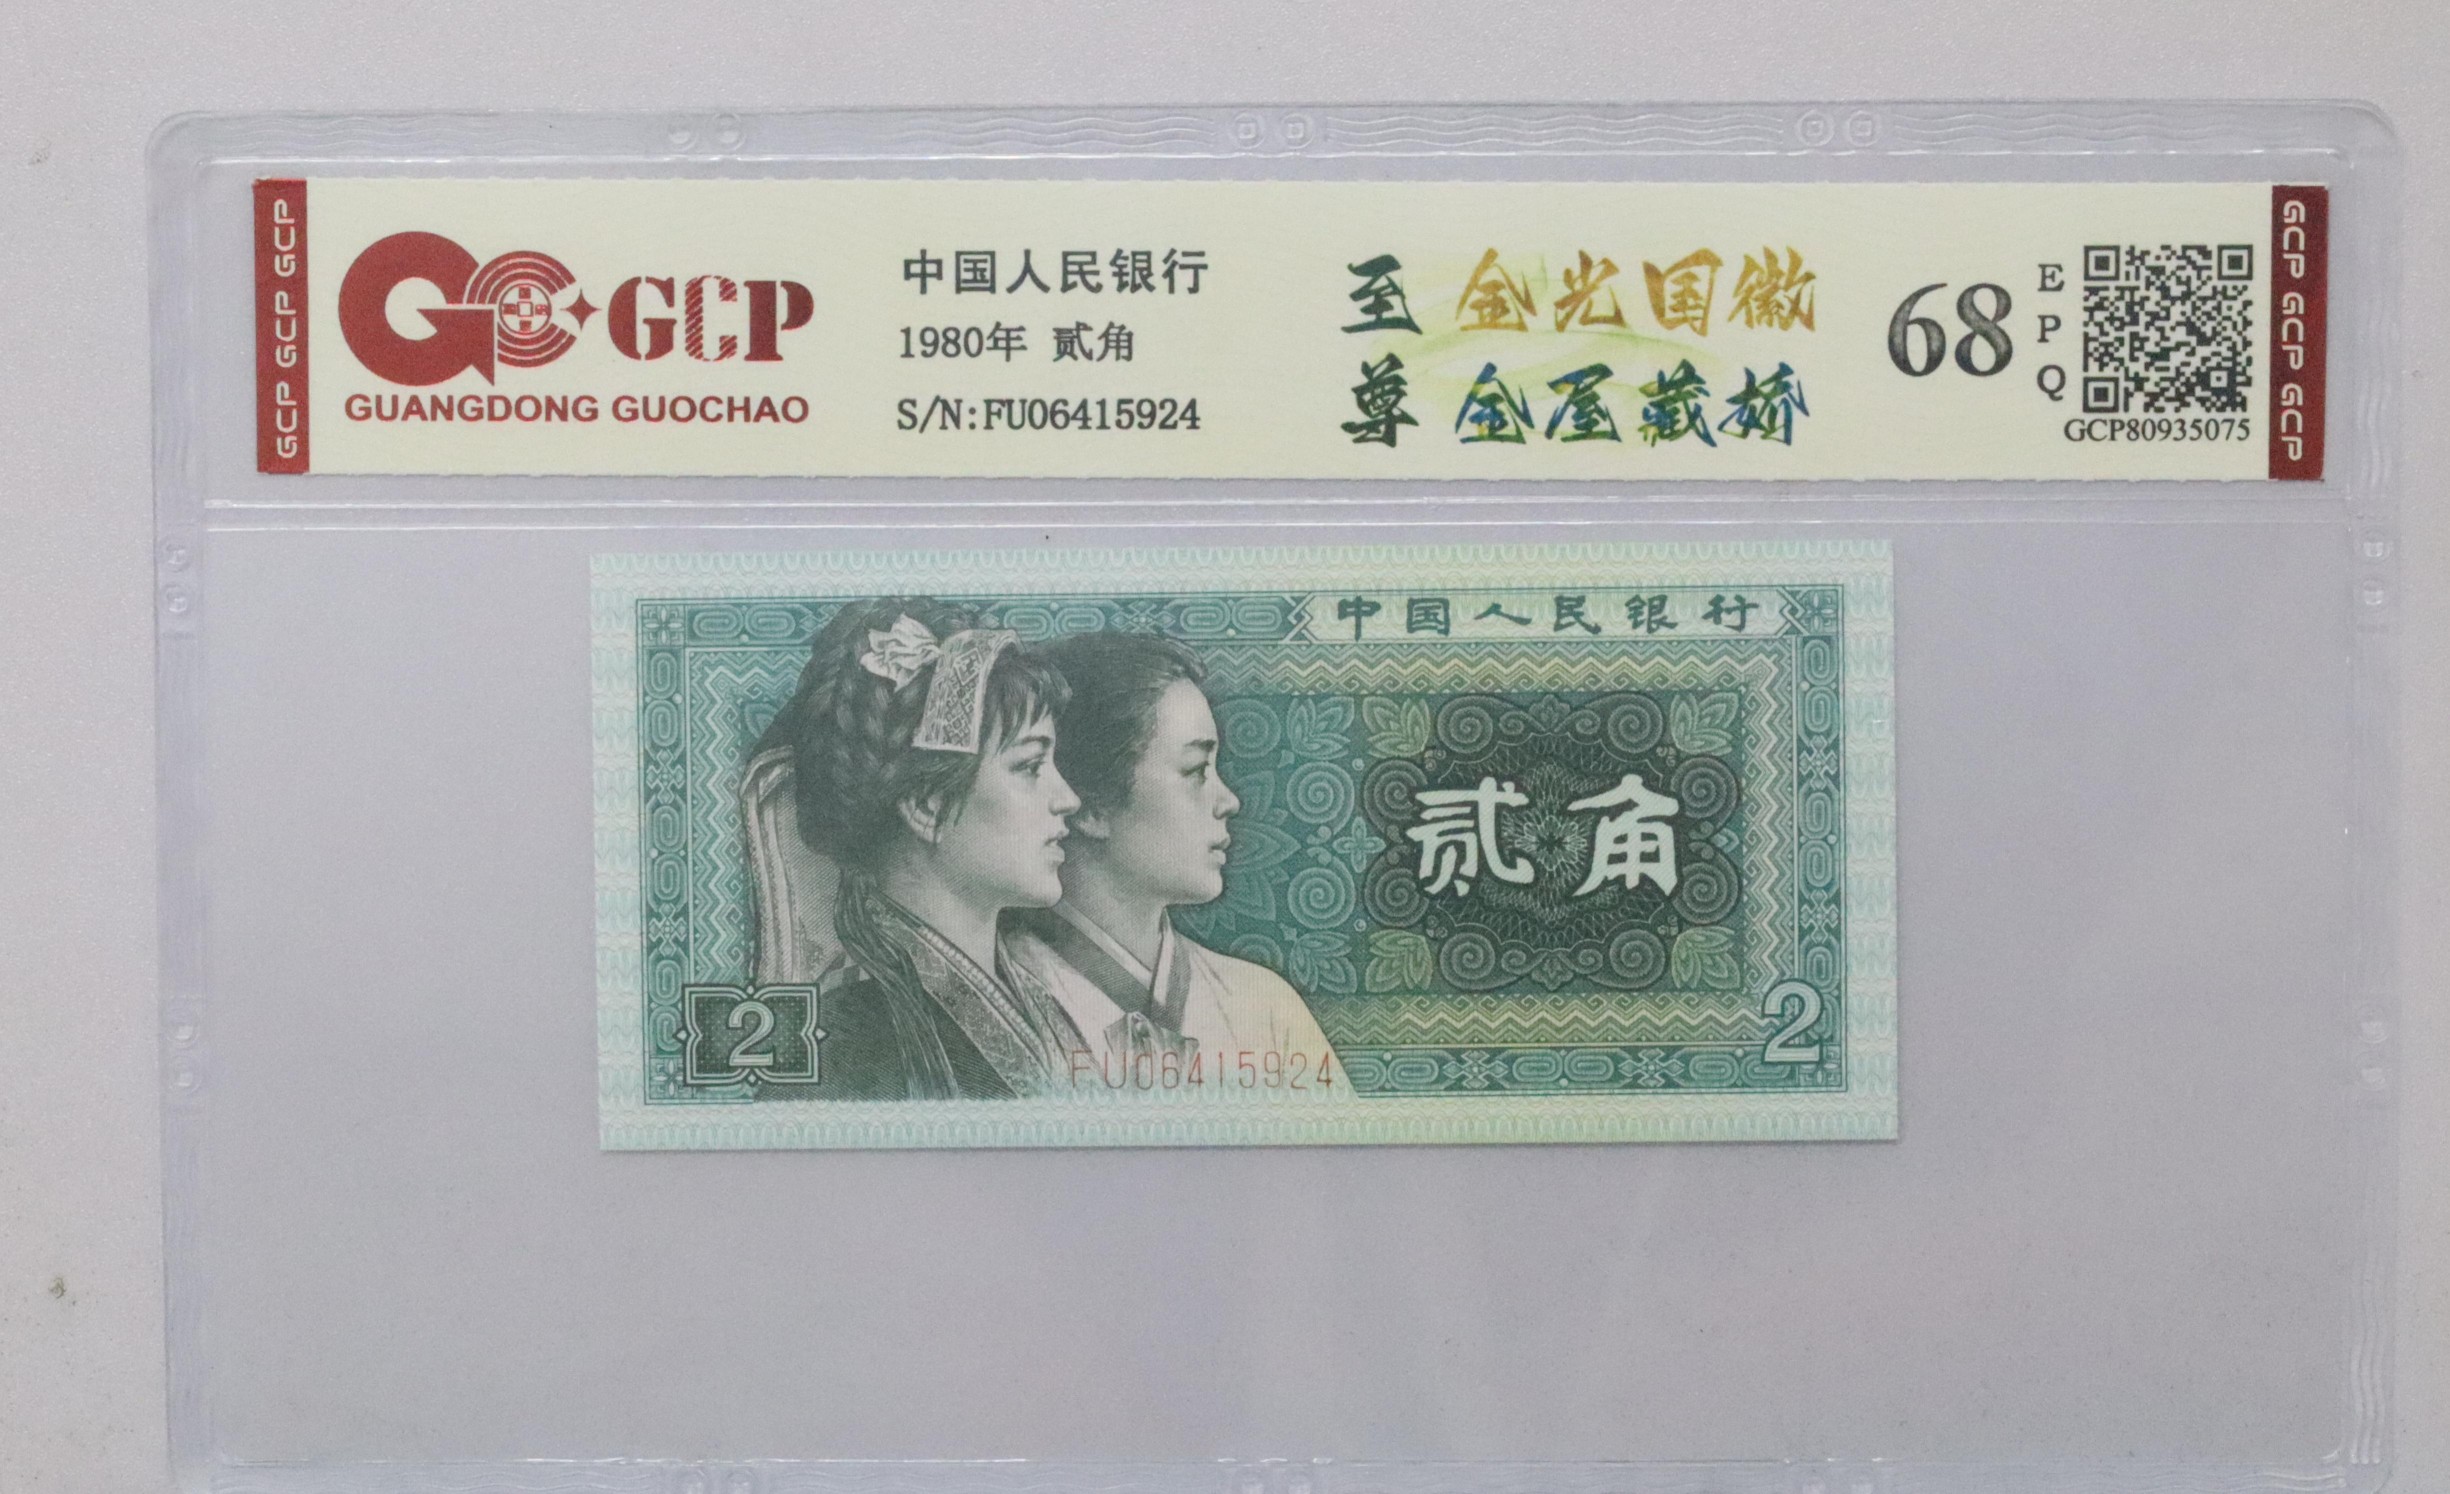 GCP GCP GCP
GCP
GUANGDONG GUOCHAO
中国人民银行
1980年 贰角
S/N:FU06415924
至尊
金光国徽
金屋藏娇
68
EPQ
GCP80935075
GCP GCP GCP
中国人民银行
贰角
2
2
FU06415924